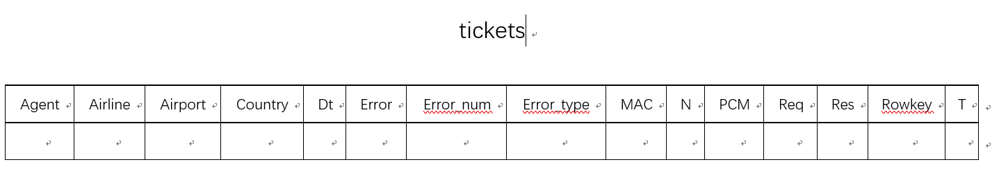 tickets
Agent Airline Airport Country Dt Error Error_num Error_type MAC N PCM Req Res Rowkey T